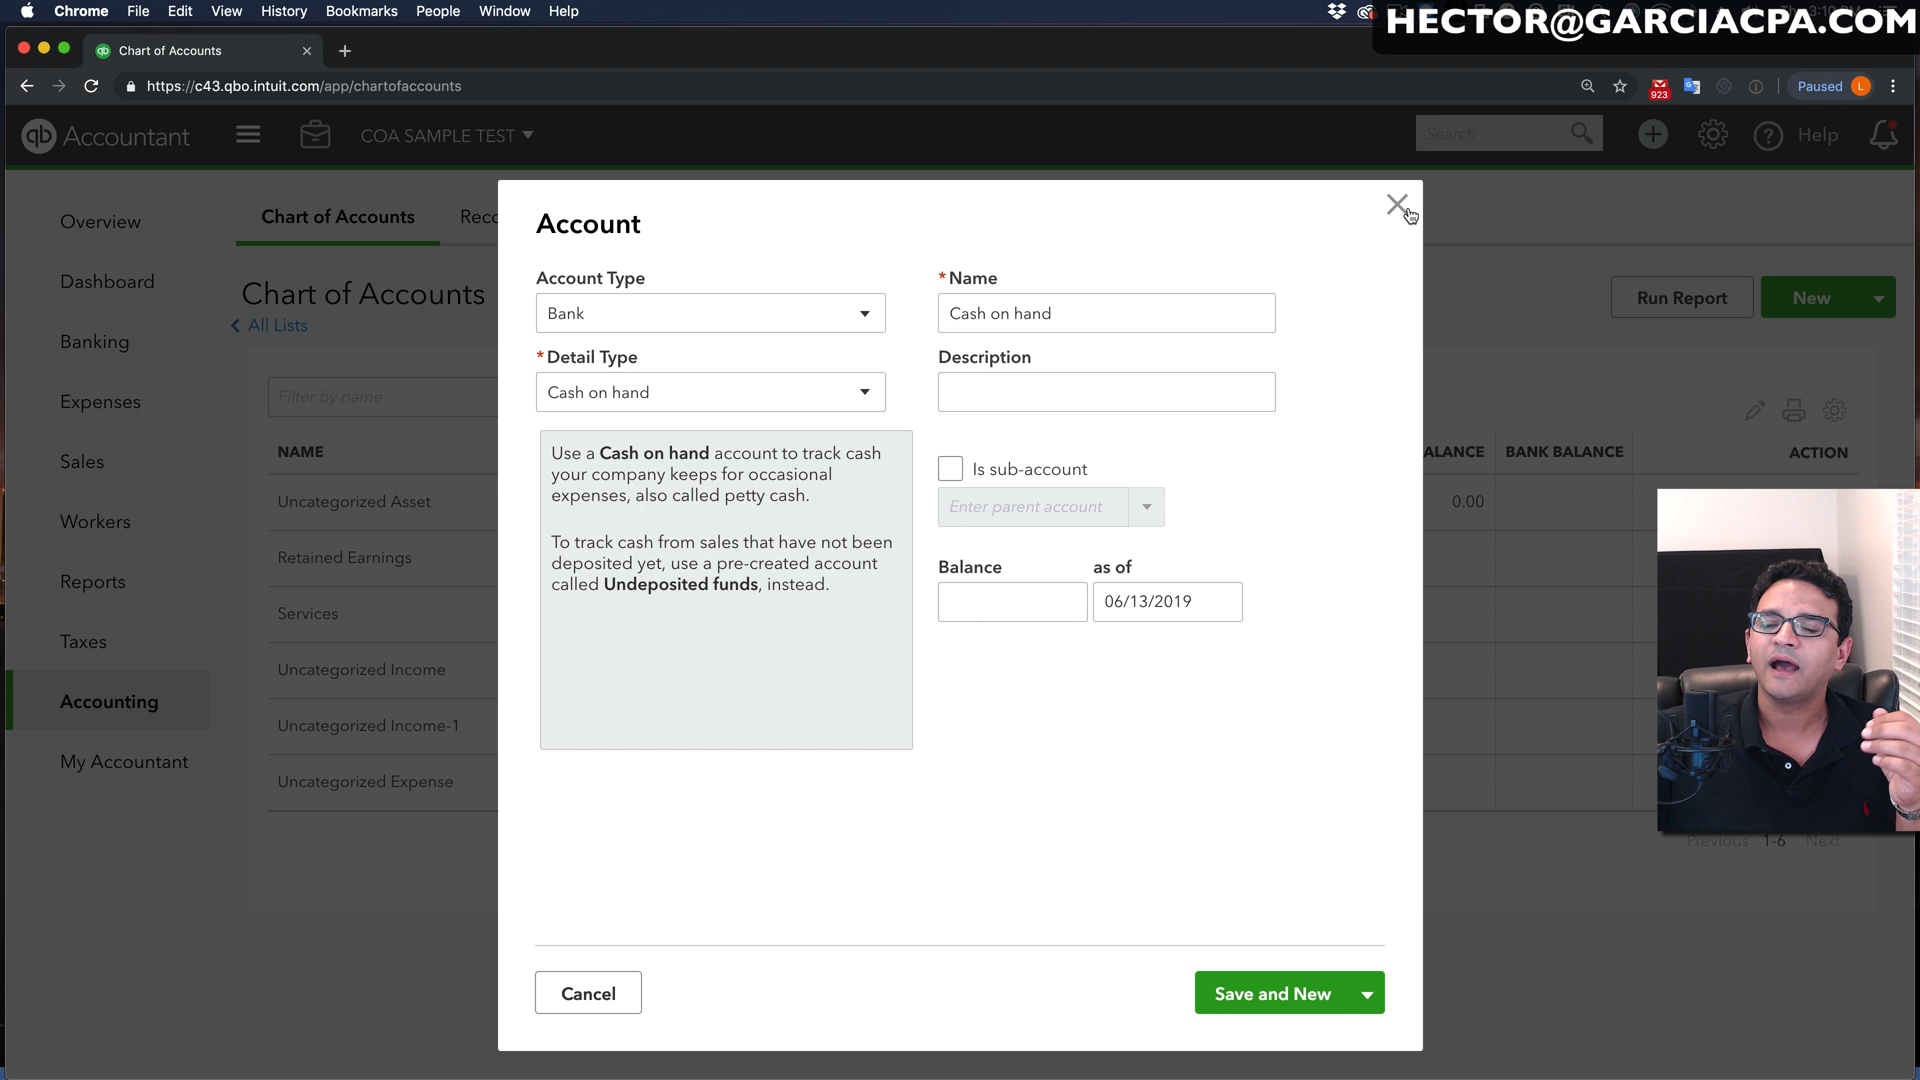 Chrome File Edit View History Bookmarks People Window Help
HECTOR@GARCIACPA.COM
Chart of Accounts
https://c43.qbo.intuit.com/app/chartofaccounts
923
Paused L
qb Accountant
COA SAMPLE TEST
Search
Help
Overview
Dashboard
Banking
Expenses
Sales
Workers
Reports
Taxes
Accounting
My Accountant
Chart of Accounts
Chart of Accounts
All Lists
Run Report
New
Filter by name
NAME
BANK BALANCE
ACTION
Uncategorized Asset
0.00
Retained Earnings
Services
Uncategorized Income
Uncategorized Income-1
Uncategorized Expense
Previous 1-6 Next
Account
Account Type
Bank
* Detail Type
Cash on hand
Use a Cash on hand account to track cash
your company keeps for occasional
expenses, also called petty cash.
To track cash from sales that have not been
deposited yet, use a pre-created account
called Undeposited funds, instead.
* Name
Cash on hand
Description
Is sub-account
Enter parent account
Balance
as of
06/13/2019
Cancel
Save and New